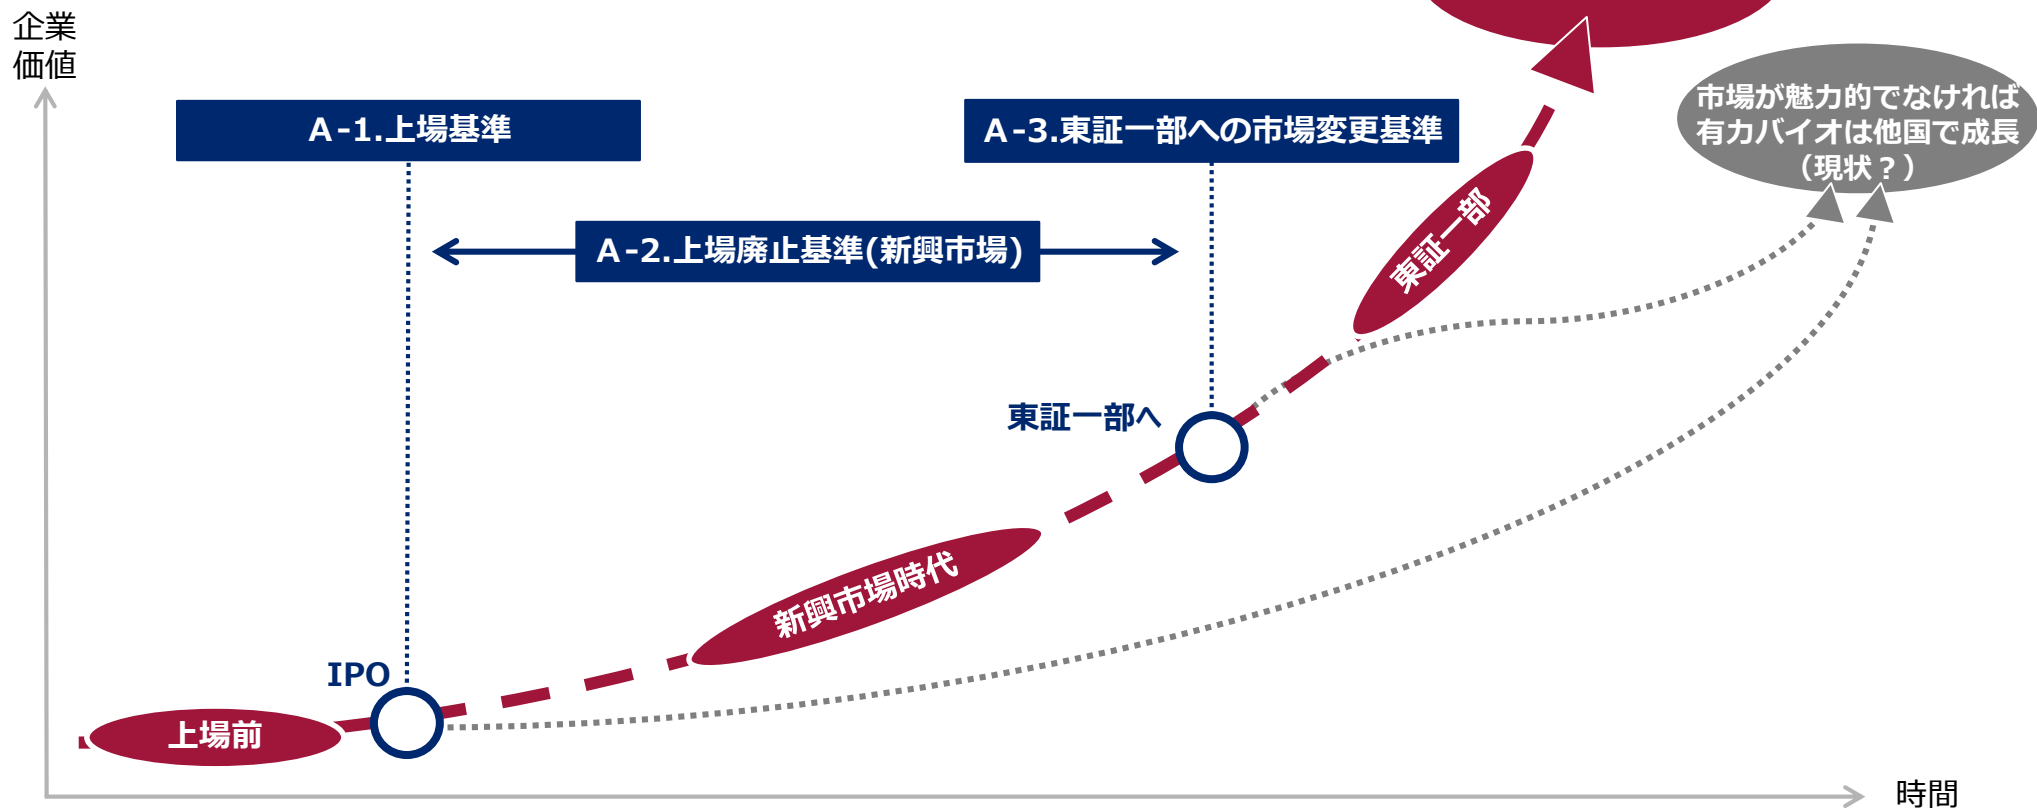 企業
価値
市場が魅力的でなければ
有力バイオは他国で成長
（現状？）
Ａ-1.上場基準
Ａ-3.東証一部への市場変更基準
Ａ-2.上場廃止基準(新興市場)
東証一部
東証一部へ
新興市場時代
IPO
上場前
時間